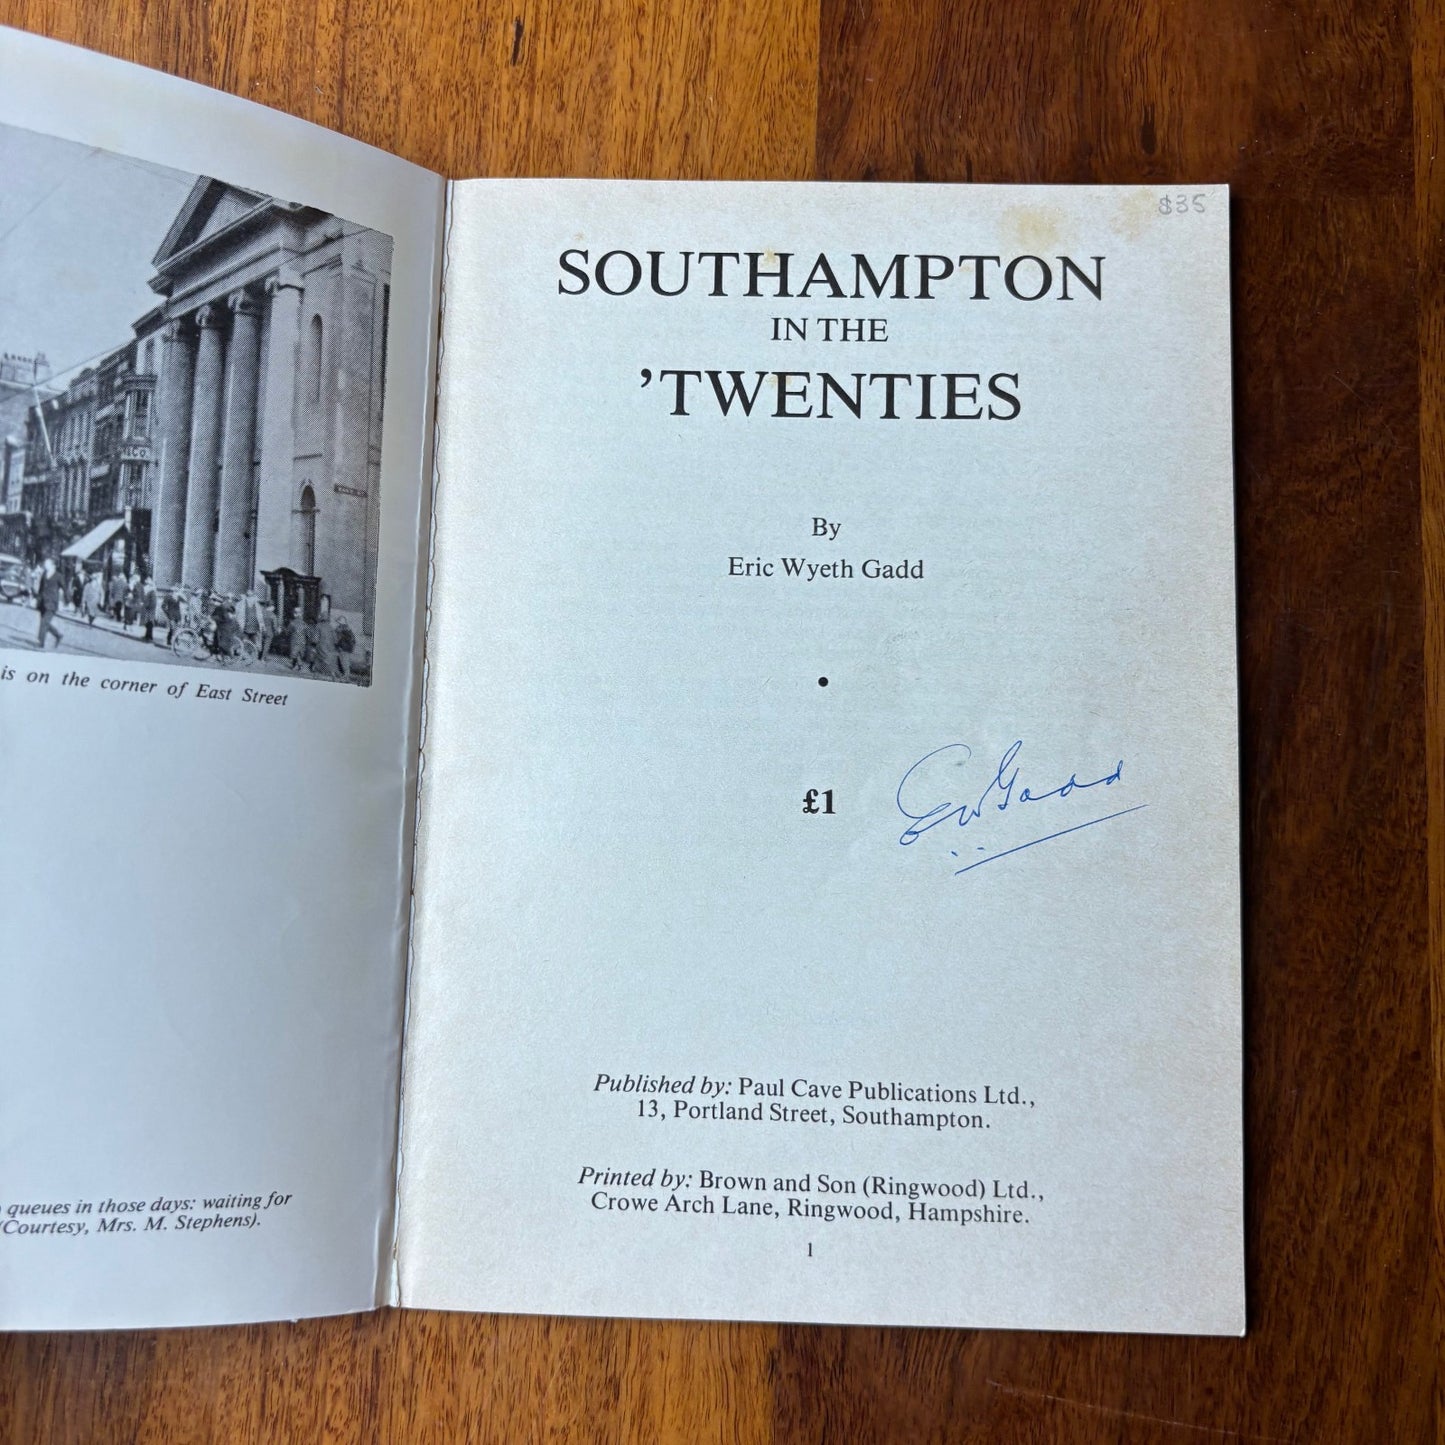 & CO.
is on the corner of East Street
queues in those days: waiting for
(Courtesy, Mrs. M. Stephens).
$35
SOUTHAMPTON
IN THE
’TWENTIES
By
Eric Wyeth Gadd
•
£1
EWGadd
Published by: Paul Cave Publications Ltd.,
13, Portland Street, Southampton.
Printed by: Brown and Son (Ringwood) Ltd.,
Crowe Arch Lane, Ringwood, Hampshire.
1